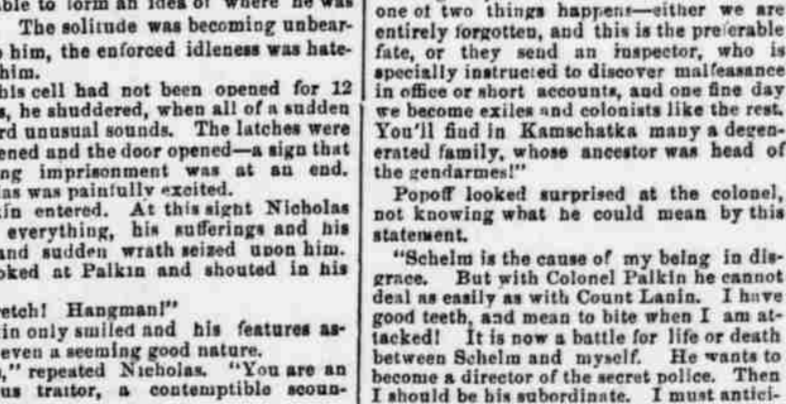 able to form an idea of where he was
The solitude was becoming unbear-
him, the enforced idleness was hate-
him.
his cell had not been opened for 12
he shuddered, when all of a sudden
unusual sounds. The latches were
ened and the door opened—a sign that
imprisonment was at an end.
was painfully excited.
entered. At this sight Nicholas
everything, his sufferings and his
and sudden wrath seized upon him.
oked at Palkin and shouted in his
retch! Hangman!"
in only smiled and his features as-
even a seeming good nature.
," repeated Nicholas. "You are an
us traitor, a contemptible scoun-
one of two things happens—either we are
entirely forgotten, and this is the preferable
fate, or they send an inspector, who is
specially instructed to discover malfeasance
in office or short accounts, and one fine day
we become exiles and colonists like the rest.
You'll find in Kamschatka many a degen-
erated family, whose ancestor was head of
the gendarmes!"
Popoff looked surprised at the colonel,
not knowing what he could mean by this
statement.
"Schelm is the cause of my being in dis-
grace. But with Colonel Palkin he cannot
deal as easily as with Count Lanin. I have
good teeth, and mean to bite when I am at-
tacked! It is now a battle for life or death
between Schelm and myself. He wants to
become a director of the secret police. Then
I should be his subordinate. I must antici-